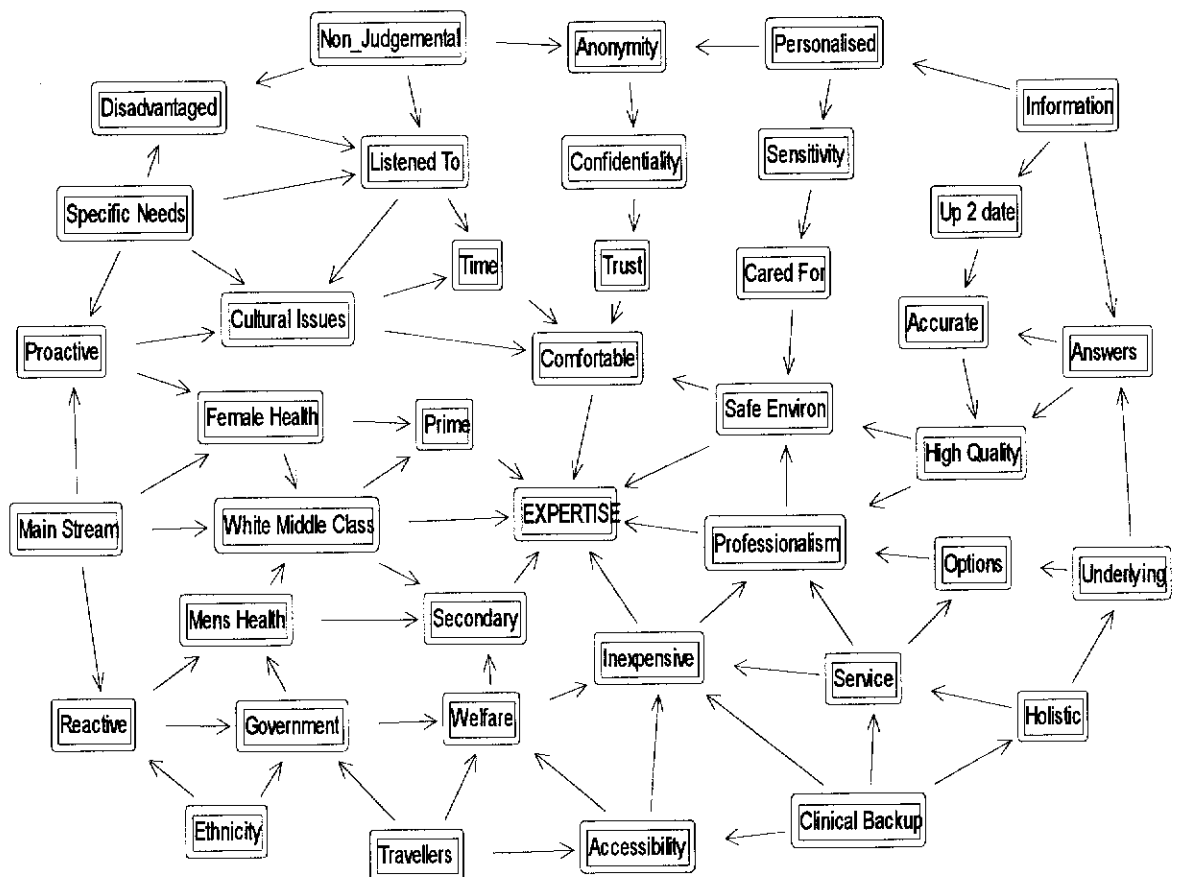 Non_Judgemental
Anonymity
Personalised
Disadvantaged
Information
Listened To
Confidentiality
Sensitivity
Specific Needs
Up 2 date
Time
Trust
Cared For
Cultural Issues
Accurate
Proactive
Comfortable
Answers
Female Health
Prime
Safe Environ
High Quality
Main Stream
White Middle Class
EXPERTISE
Professionalism
Options
Underlying
Mens Health
Secondary
Inexpensive
Service
Reactive
Government
Welfare
Holistic
Ethnicity
Travellers
Accessibility
Clinical Backup